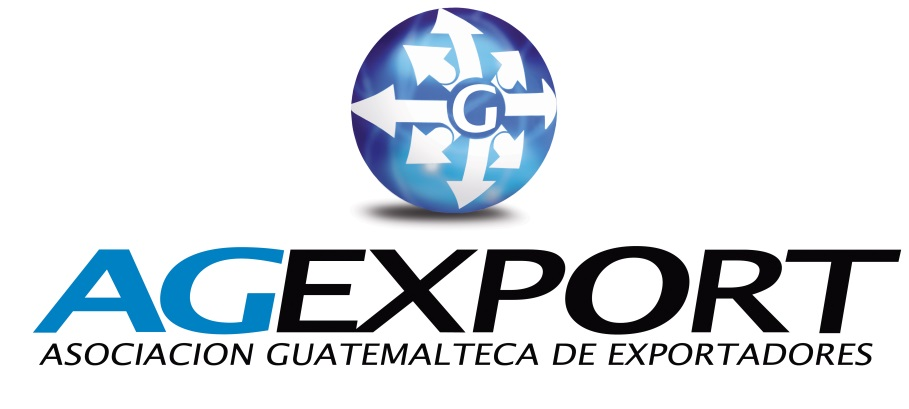 G
AGEXPORT
ASOCIACION GUATEMALTECA DE EXPORTADORES